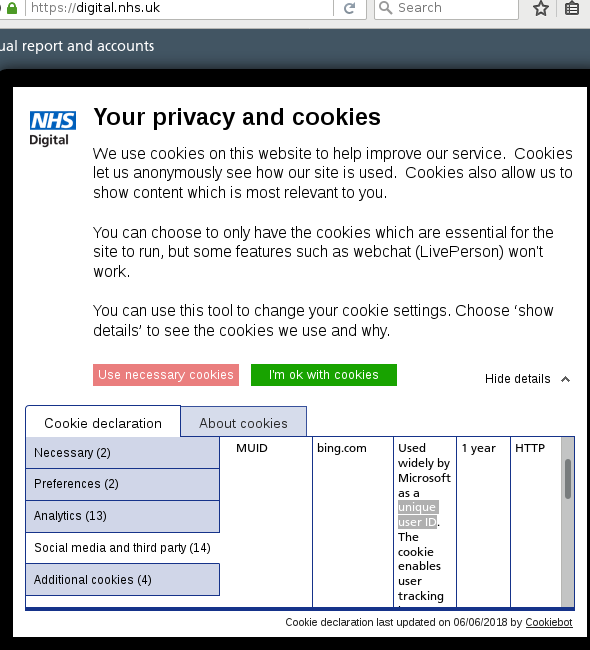 https://digital.nhs.uk
Search
ual report and accounts
NHS
Digital
Your privacy and cookies
We use cookies on this website to help improve our service.  Cookies
let us anonymously see how our site is used.  Cookies also allow us to
show content which is most relevant to you.
You can choose to only have the cookies which are essential for the
site to run, but some features such as webchat (LivePerson) won't
work.
You can use this tool to change your cookie settings. Choose ‘show
details’ to see the cookies we use and why.
Use necessary cookies
I'm ok with cookies
Hide details
Cookie declaration
About cookies
Necessary (2)
Preferences (2)
Analytics (13)
Social media and third party (14)
Additional cookies (4)
MUID
bing.com
Used
widely by
Microsoft
as a
unique
user ID.
The
cookie
enables
user
tracking
1 year
HTTP
Cookie declaration last updated on 06/06/2018 by Cookiebot